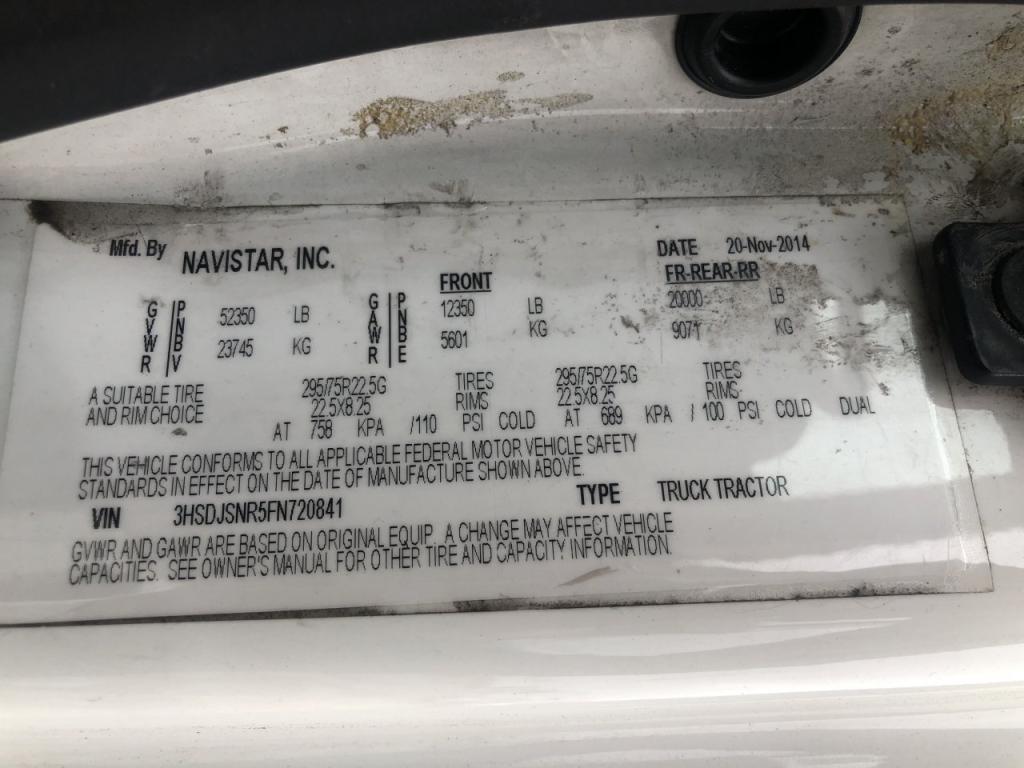 Mfd. By NAVISTAR, INC. DATE 20-Nov-2014
FRONT FR-REAR-RR
GVWR PNBV 52350 LB GAWR PNBE 12350 LB 20000 LB
23745 KG 5601 KG 9071 KG
A SUITABLE TIRE 295/75R22.5G TIRES 295/75R22.5G TIRES
AND RIM CHOICE 22.5X8.25 RIMS 22.5X8.25 RIMS
AT 758 KPA /110 PSI COLD AT 689 KPA / 100 PSI COLD DUAL
THIS VEHICLE CONFORMS TO ALL APPLICABLE FEDERAL MOTOR VEHICLE SAFETY
STANDARDS IN EFFECT ON THE DATE OF MANUFACTURE SHOWN ABOVE
VIN 3HSDJSNR5FN720841 TYPE TRUCK TRACTOR
GVWR AND GAWR ARE BASED ON ORIGINAL EQUIP. A CHANGE MAY AFFECT VEHICLE
CAPACITIES. SEE OWNER'S MANUAL FOR OTHER TIRE AND CAPACITY INFORMATION.